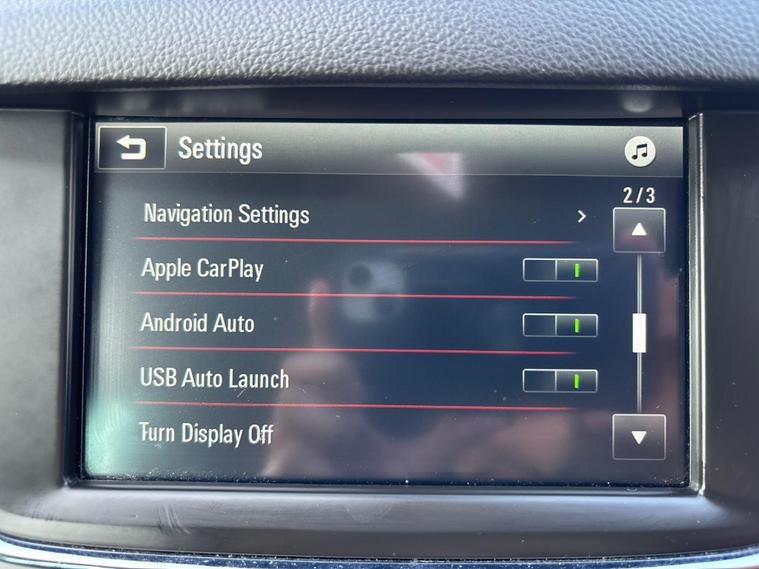 Settings
2/3
Navigation Settings
Apple CarPlay
Android Auto
USB Auto Launch
Turn Display Off